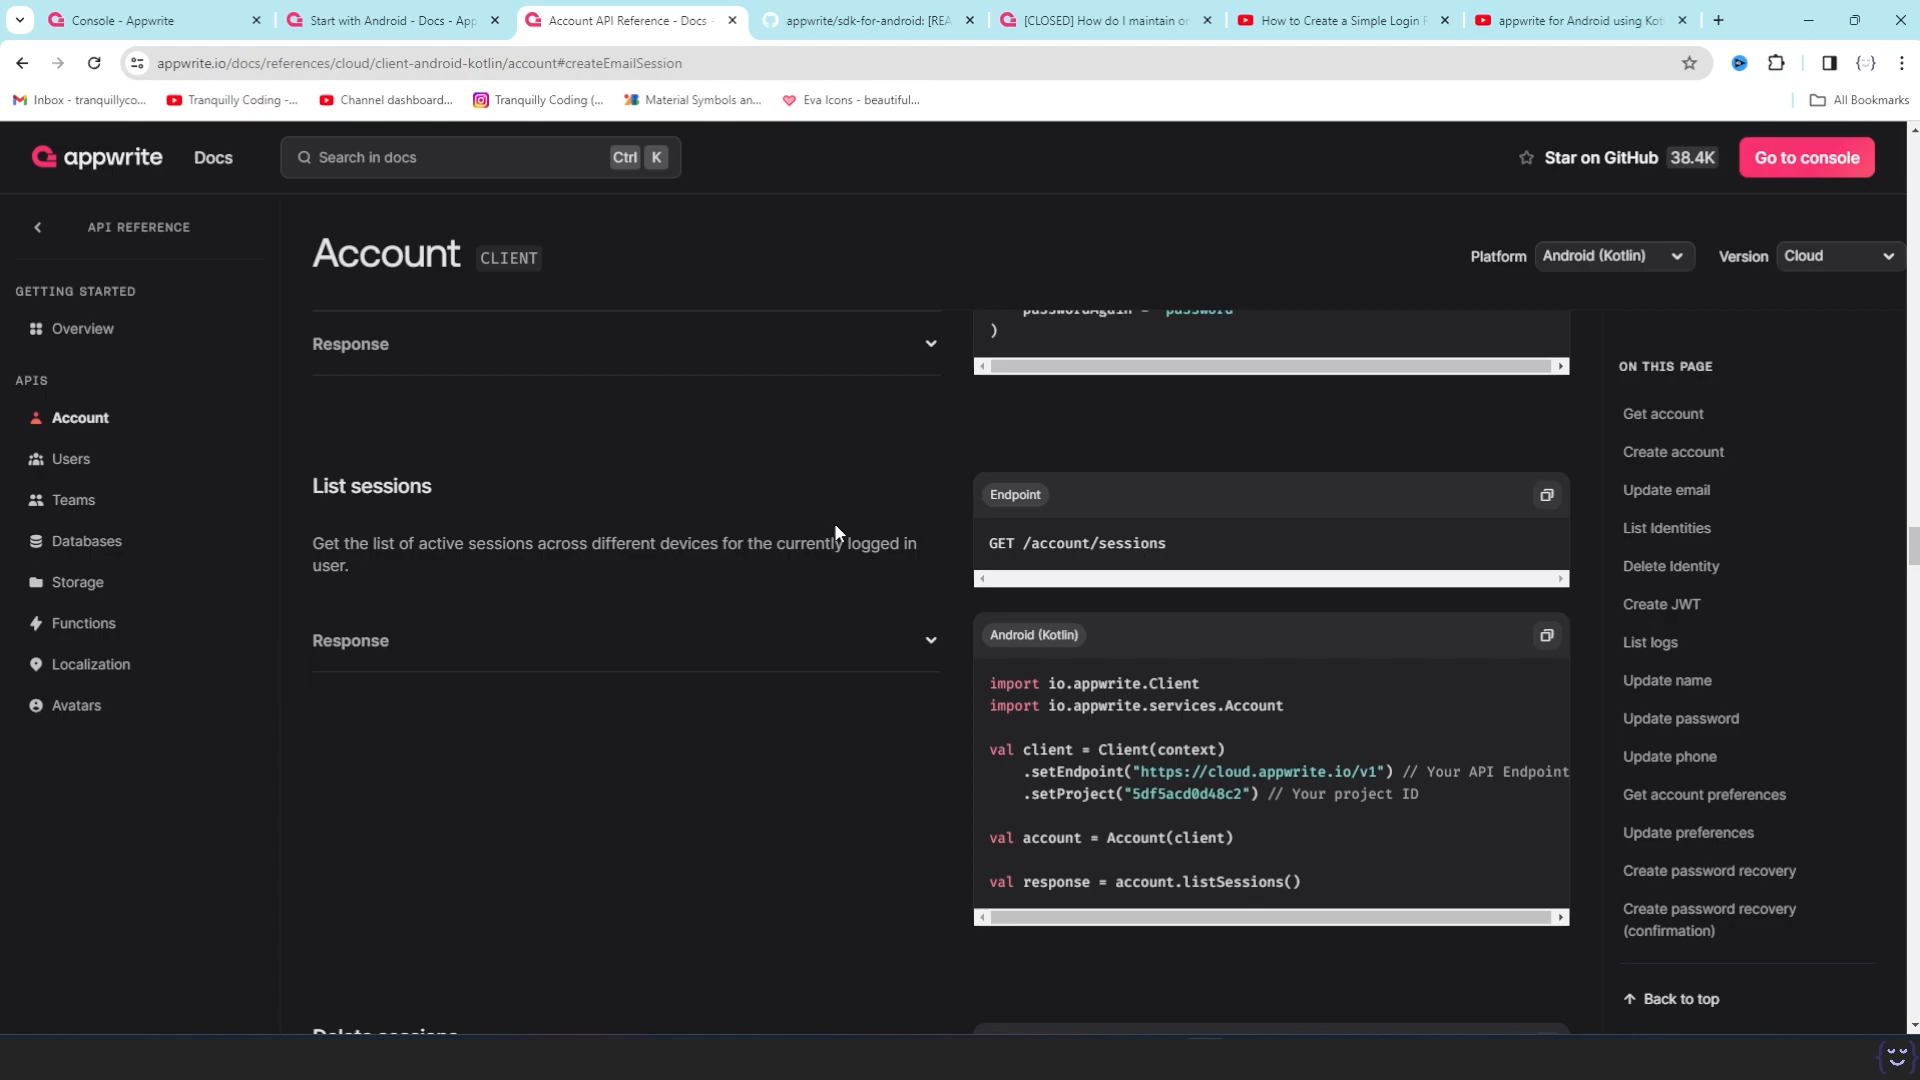 Console - Appwrite
Start with Android - Docs - App
Account API Reference - Docs -
appwrite/sdk-for-android: [REA
[CLOSED] How do I maintain or
How to Create a Simple Login F
appwrite for Android using Kot
appwrite.io/docs/references/cloud/client-android-kotlin/account#createEmailSession
Inbox - tranquillyco...
Tranquilly Coding -...
Channel dashboard...
Tranquilly Coding (...
Material Symbols an...
Eva Icons - beautiful...
All Bookmarks
appwrite
Docs
Search in docs
Ctrl K
Star on GitHub 38.4K
Go to console
API REFERENCE
GETTING STARTED
Overview
APIS
Account
Users
Teams
Databases
Storage
Functions
Localization
Avatars
Account CLIENT
Platform Android (Kotlin)
Version Cloud
Response
passwordAgain = "password"
)
List sessions
Get the list of active sessions across different devices for the currently logged in
user.
Response
Endpoint
GET /account/sessions
Android (Kotlin)
import io.appwrite.Client
import io.appwrite.services.Account
val client = Client(context)
.setEndpoint("https://cloud.appwrite.io/v1") // Your API Endpoint
.setProject("5df5acd0d48c2") // Your project ID
val account = Account(client)
val response = account.listSessions()
Delete sessions
ON THIS PAGE
Get account
Create account
Update email
List Identities
Delete Identity
Create JWT
List logs
Update name
Update password
Update phone
Get account preferences
Update preferences
Create password recovery
Create password recovery
(confirmation)
Back to top